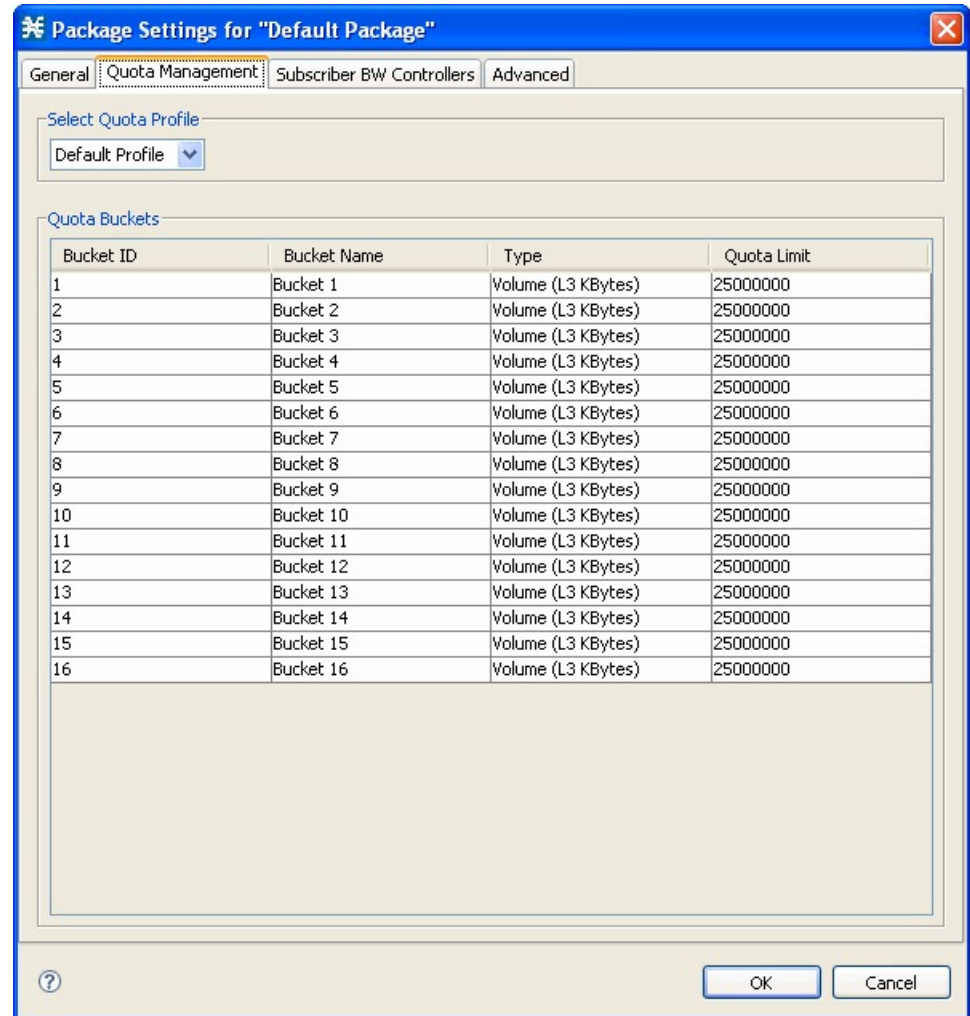 Package Settings for "Default Package"
General Quota Management Subscriber BW Controllers Advanced
Select Quota Profile
Default Profile
Quota Buckets
Bucket ID Bucket Name Type Quota Limit
1 Bucket 1 Volume (L3 KBytes) 25000000
2 Bucket 2 Volume (L3 KBytes) 25000000
3 Bucket 3 Volume (L3 KBytes) 25000000
4 Bucket 4 Volume (L3 KBytes) 25000000
5 Bucket 5 Volume (L3 KBytes) 25000000
6 Bucket 6 Volume (L3 KBytes) 25000000
7 Bucket 7 Volume (L3 KBytes) 25000000
8 Bucket 8 Volume (L3 KBytes) 25000000
9 Bucket 9 Volume (L3 KBytes) 25000000
10 Bucket 10 Volume (L3 KBytes) 25000000
11 Bucket 11 Volume (L3 KBytes) 25000000
12 Bucket 12 Volume (L3 KBytes) 25000000
13 Bucket 13 Volume (L3 KBytes) 25000000
14 Bucket 14 Volume (L3 KBytes) 25000000
15 Bucket 15 Volume (L3 KBytes) 25000000
16 Bucket 16 Volume (L3 KBytes) 25000000
? OK Cancel